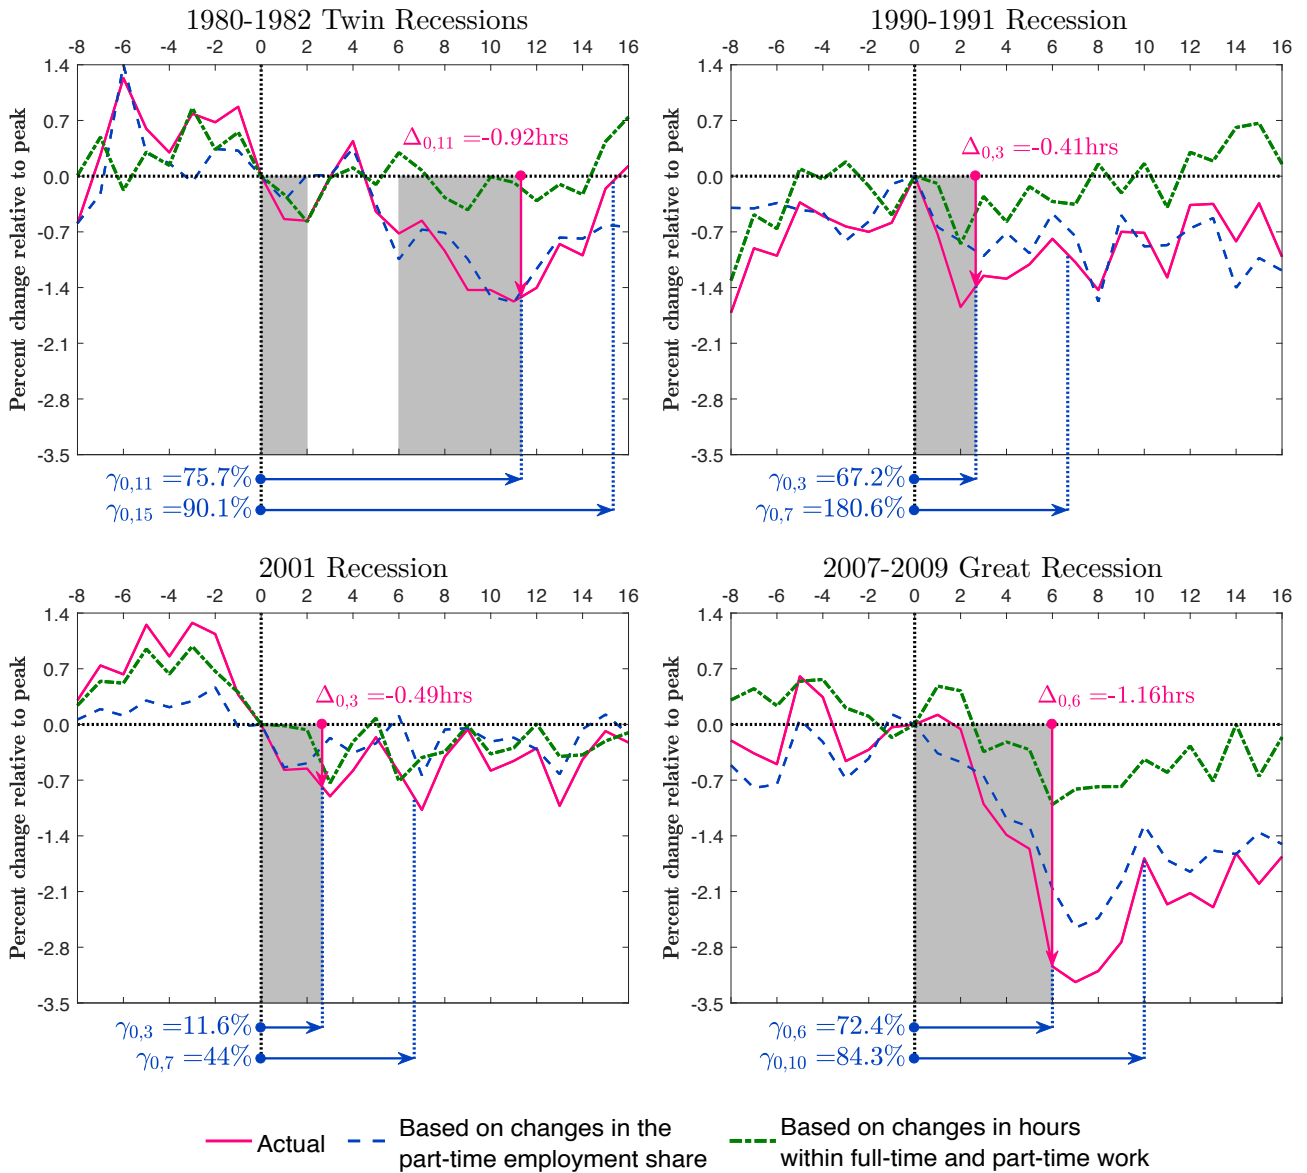 1980-1982 Twin Recessions
-8 -6 -4 -2 0 2 4 6 8 10 12 14 16
1.4
0.7
0.0
-0.7
-1.4
-2.1
-2.8
-3.5
Percent change relative to peak
Δ0,11 =-0.92hrs
γ0,11 =75.7%
γ0,15 =90.1%
1990-1991 Recession
-8 -6 -4 -2 0 2 4 6 8 10 12 14 16
1.4
0.7
0.0
-0.7
-1.4
-2.1
-2.8
-3.5
Percent change relative to peak
Δ0,3 =-0.41hrs
γ0,3 =67.2%
γ0,7 =180.6%
2001 Recession
-8 -6 -4 -2 0 2 4 6 8 10 12 14 16
1.4
0.7
0.0
-0.7
-1.4
-2.1
-2.8
-3.5
Percent change relative to peak
Δ0,3 =-0.49hrs
γ0,3 =11.6%
γ0,7 =44%
2007-2009 Great Recession
-8 -6 -4 -2 0 2 4 6 8 10 12 14 16
1.4
0.7
0.0
-0.7
-1.4
-2.1
-2.8
-3.5
Percent change relative to peak
Δ0,6 =-1.16hrs
γ0,6 =72.4%
γ0,10 =84.3%
Actual
Based on changes in the
part-time employment share
Based on changes in hours
within full-time and part-time work